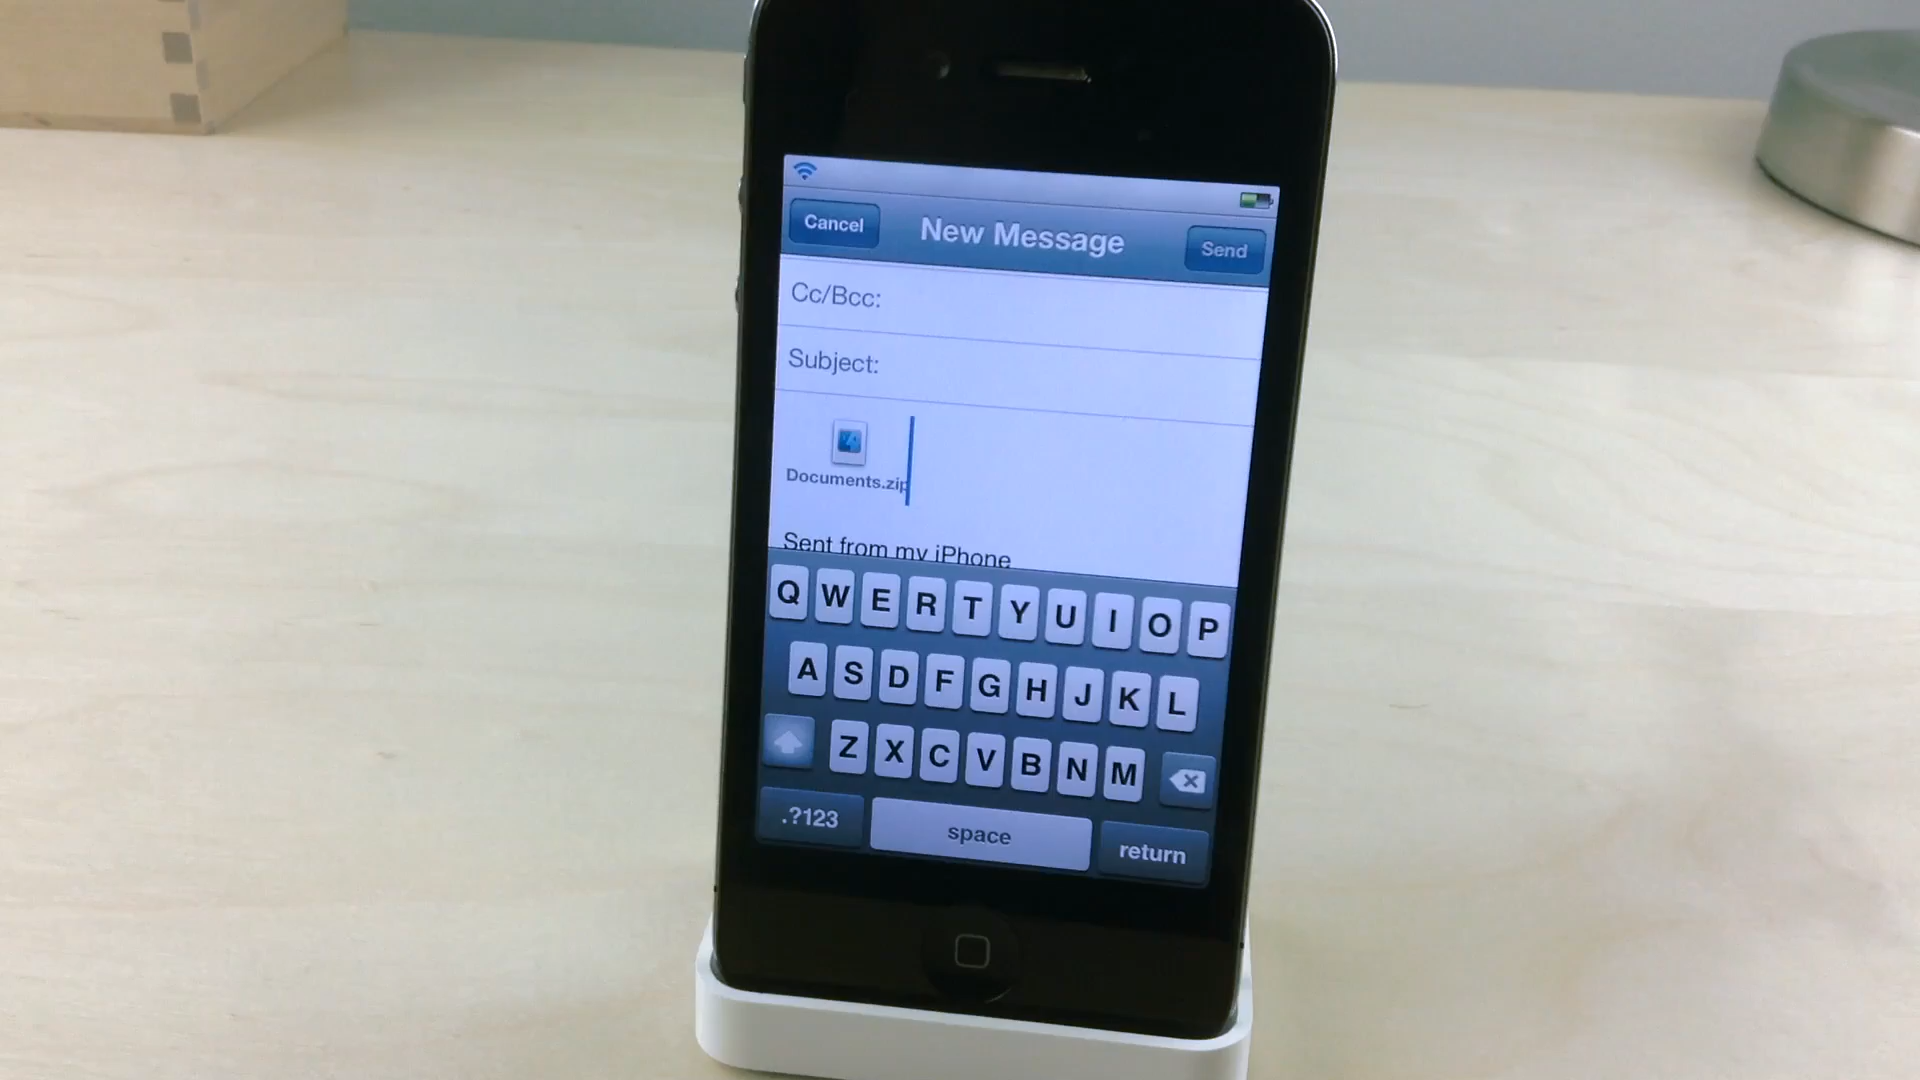 Cancel New Message Send
Cc/Bcc:
Subject:
Documents.zip
Sent from my iPhone
Q W E R T Y U I O P
A S D F G H J K L
Z X C V B N M
.?123 space return